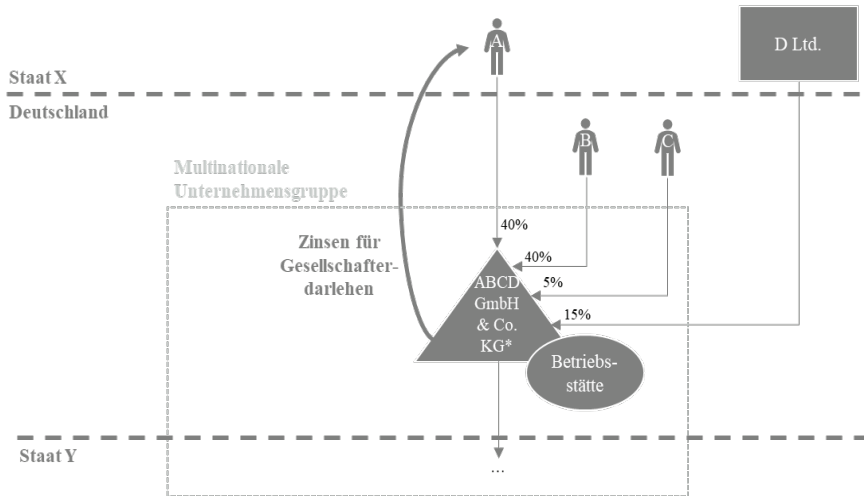 A
D Ltd.
Staat X
Deutschland
B
C
Multinationale
Unternehmensgruppe
40%
Zinsen für
Gesellschafter-
darlehen
40%
5%
15%
ABCD
GmbH
& Co.
KG*
Betriebs-
stätte
Staat Y
...